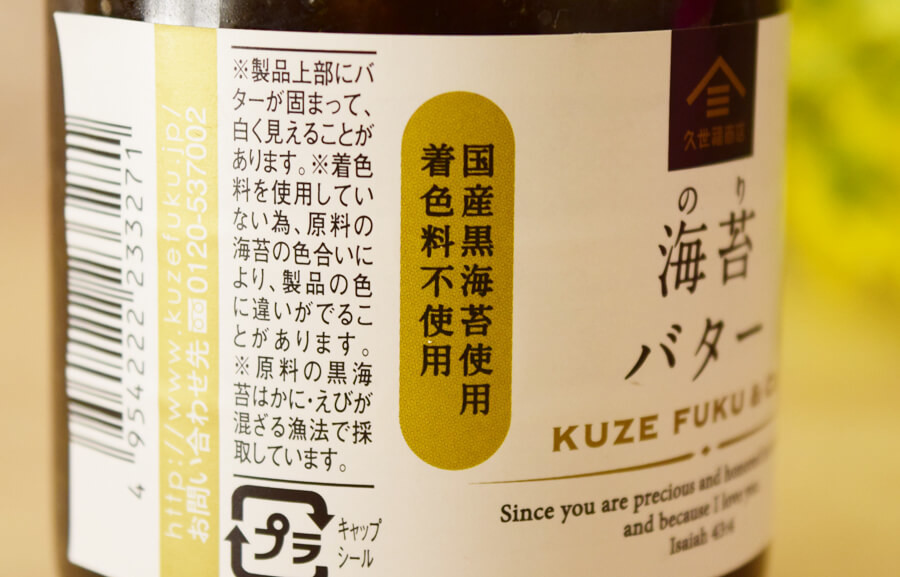 4954222233271
http://www.kuzefuku.jp/
お問い合わせ先 0120-537002
※製品上部にバ
ターが固まって、
白く見えることが
あります。※着色
料を使用してい
ない為、原料の
海苔の色合いに
より、製品の色
に違いがでるこ
とがあります。
※原料の黒海
苔はかに・えびが
混ざる漁法で採
取しています。
プラ
キャップ
シール
国産黒海苔使用
着色料不使用
久世福商店
のり
海苔
バター
KUZE FUKU &
Since you are precious and honored
and because I love you
Isaiah 43:4